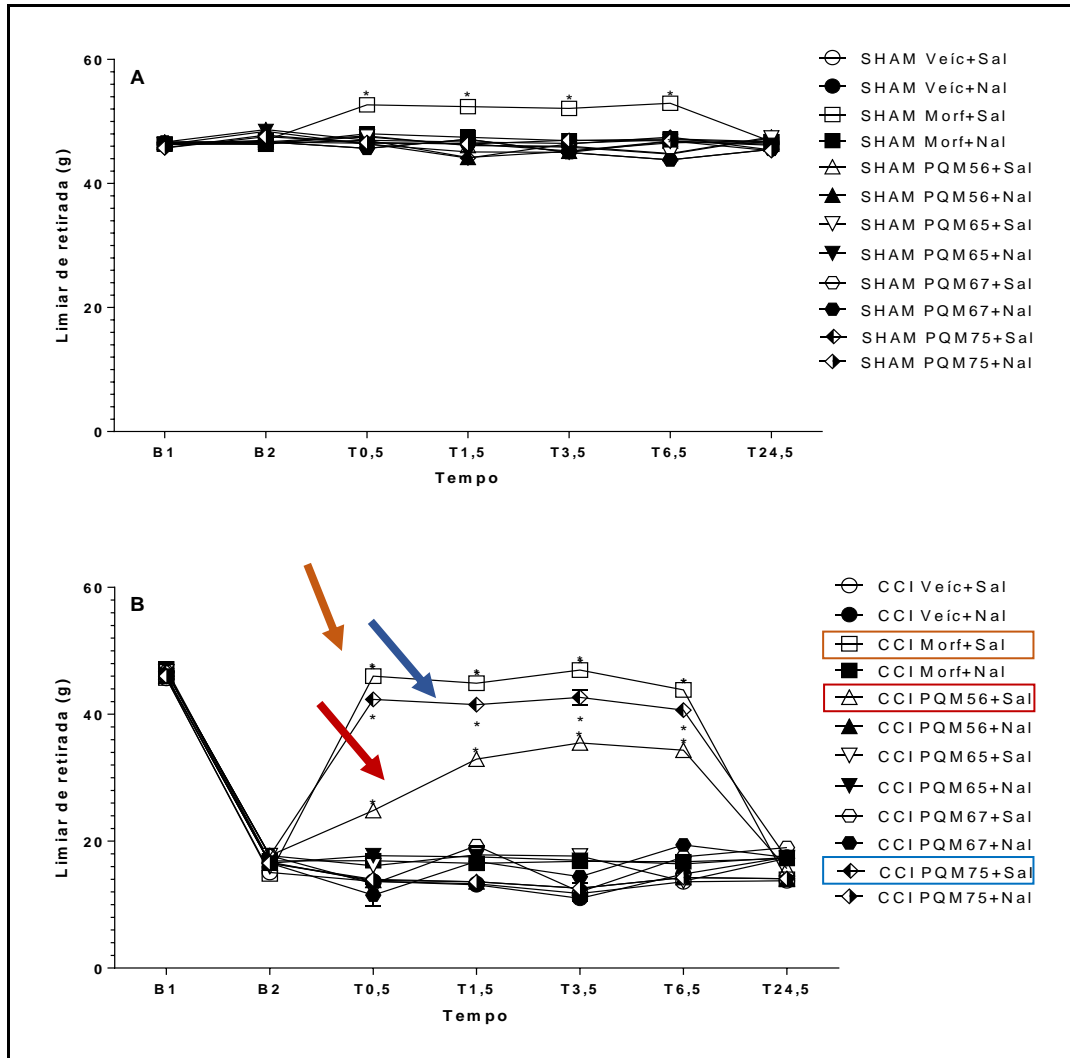 A
Limiar de retirada (g)
60
40
20
0
* * * *
B1 B2 T0,5 T1,5 T3,5 T6,5 T24,5
Tempo
SHAM Veíc+Sal
SHAM Veíc+Nal
SHAM Morf+Sal
SHAM Morf+Nal
SHAM PQM56+Sal
SHAM PQM56+Nal
SHAM PQM65+Sal
SHAM PQM65+Nal
SHAM PQM67+Sal
SHAM PQM67+Nal
SHAM PQM75+Sal
SHAM PQM75+Nal
B
Limiar de retirada (g)
60
40
20
0
* * * *
* * * *
* * * *
B1 B2 T0,5 T1,5 T3,5 T6,5 T24,5
Tempo
CCI Veíc+Sal
CCI Veíc+Nal
CCI Morf+Sal
CCI Morf+Nal
CCI PQM56+Sal
CCI PQM56+Nal
CCI PQM65+Sal
CCI PQM65+Nal
CCI PQM67+Sal
CCI PQM67+Nal
CCI PQM75+Sal
CCI PQM75+Nal